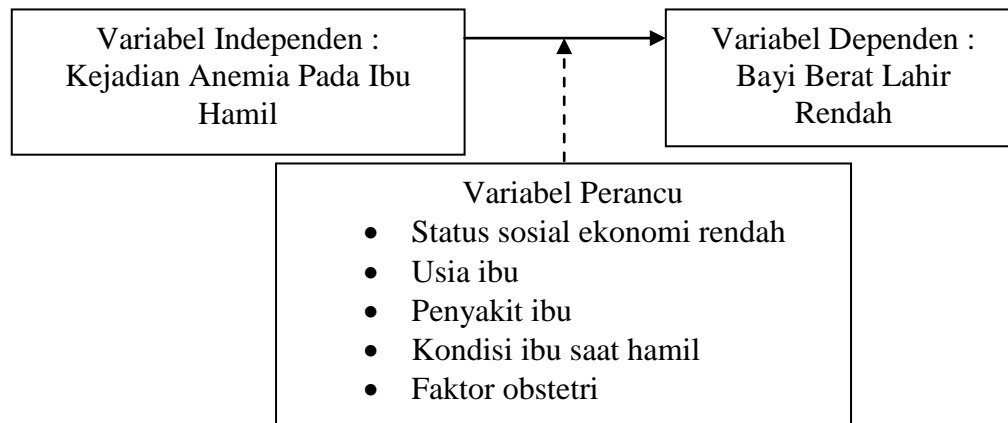 Variabel Independen :
Kejadian Anemia Pada Ibu
Hamil
Variabel Dependen :
Bayi Berat Lahir
Rendah
Variabel Perancu
• Status sosial ekonomi rendah
• Usia ibu
• Penyakit ibu
• Kondisi ibu saat hamil
• Faktor obstetri